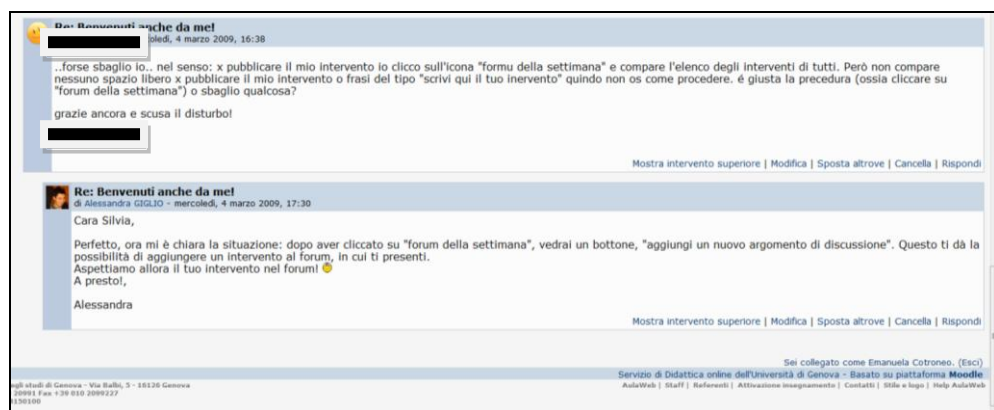 Re: Benvenuti anche da me!
oledì, 4 marzo 2009, 16:38
..forse sbaglio io.. nel senso: x pubblicare il mio intervento io clicco sull'icona "formu della settimana" e compare l'elenco degli interventi di tutti. Però non compare
nessuno spazio libero x pubblicare il mio intervento o frasi del tipo "scrivi qui il tuo inervento" quindo non os come procedere. é giusta la precedura (ossia cliccare su
"forum della settimana") o sbaglio qualcosa?
grazie ancora e scusa il disturbo!
Mostra intervento superiore | Modifica | Sposta altrove | Cancella | Rispondi
Re: Benvenuti anche da me!
di Alessandra GIGLIO - mercoledì, 4 marzo 2009, 17:30
Cara Silvia,
Perfetto, ora mi è chiara la situazione: dopo aver cliccato su "forum della settimana", vedrai un bottone, "aggiungi un nuovo argomento di discussione". Questo ti dà la
possibilità di aggiungere un intervento al forum, in cui ti presenti.
Aspettiamo allora il tuo intervento nel forum!
A presto!,
Alessandra
Mostra intervento superiore | Modifica | Sposta altrove | Cancella | Rispondi
Sei collegato come Emanuela Cotroneo. (Esci)
Servizio di Didattica online dell'Università di Genova - Basato su piattaforma Moodle
egli studi di Genova - Via Balbi, 5 - 16126 Genova
20991 Fax +39 010 2099227
0150100
AulaWeb | Staff | Referenti | Attivazione insegnamento | Contatti | Stile e logo | Help AulaWeb